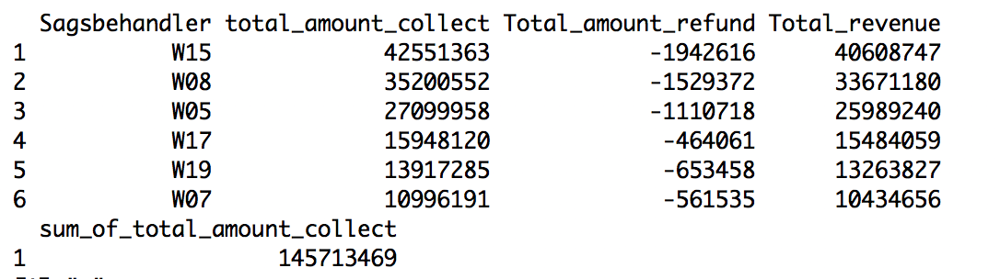 Sagsbehandler total_amount_collect Total_amount_refund Total_revenue
1 W15 42551363 -1942616 40608747
2 W08 35200552 -1529372 33671180
3 W05 27099958 -1110718 25989240
4 W17 15948120 -464061 15484059
5 W19 13917285 -653458 13263827
6 W07 10996191 -561535 10434656
sum_of_total_amount_collect
1 145713469